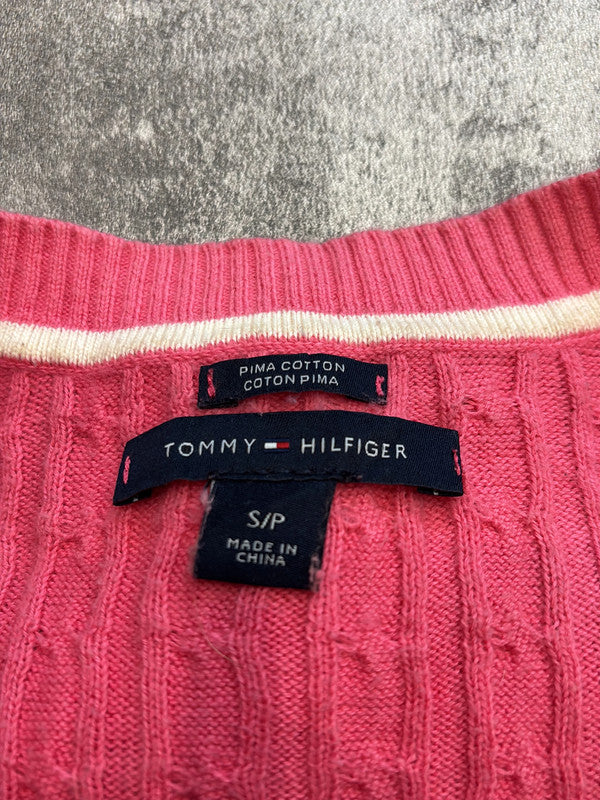 PIMA COTTON
COTON PIMA
TOMMY HILFIGER
S/P
MADE IN
CHINA